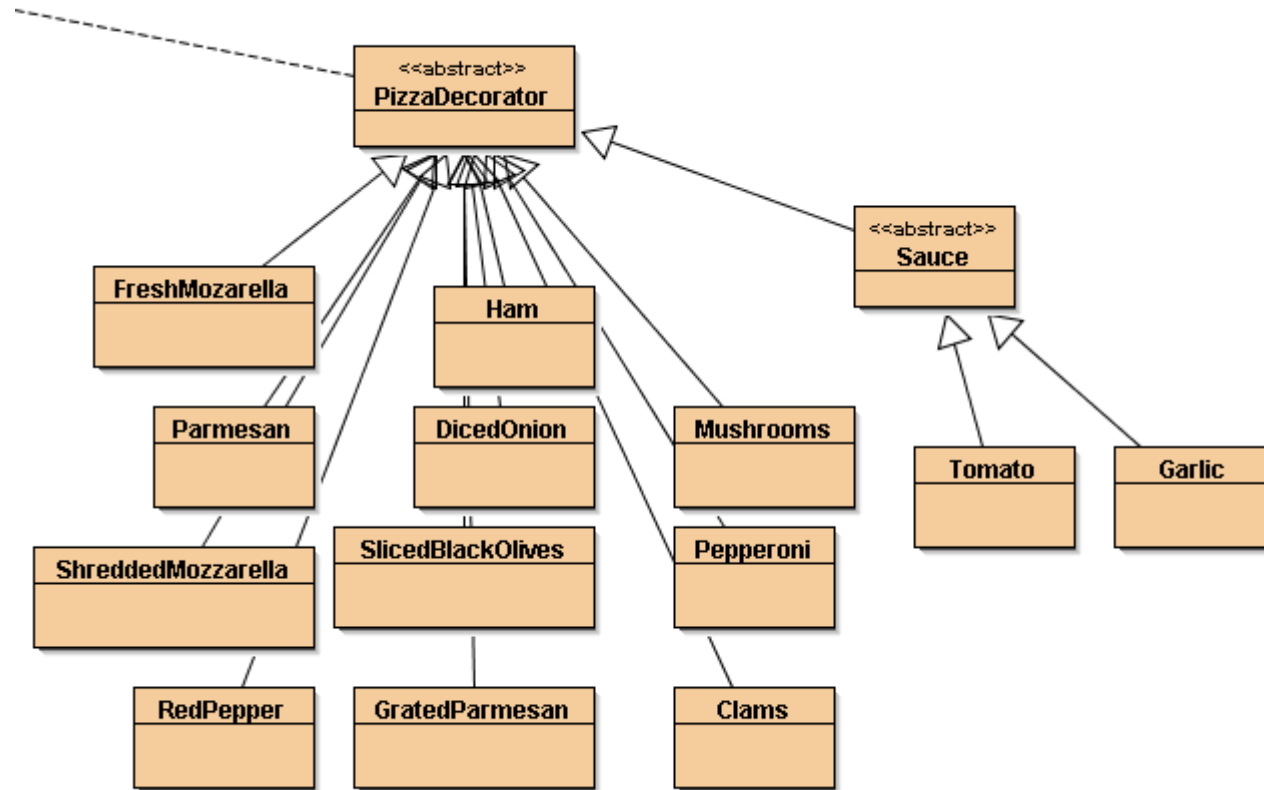 <<abstract>>
PizzaDecorator
<<abstract>>
Sauce
FreshMozarella
Ham
Parmesan
DicedOnion
Mushrooms
Tomato
Garlic
ShreddedMozzarella
SlicedBlackOlives
Pepperoni
RedPepper
GratedParmesan
Clams